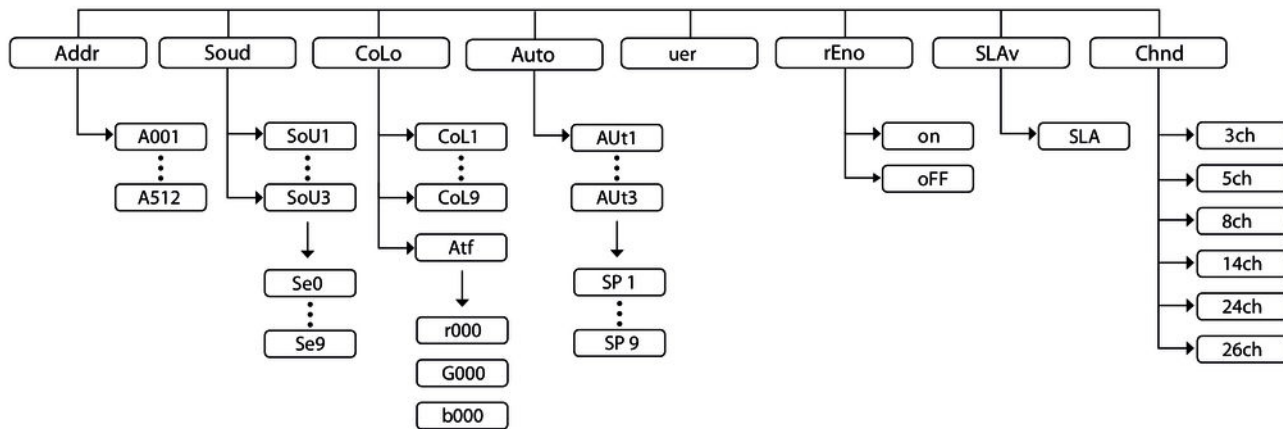 Addr
Soud
CoLo
Auto
uer
rEno
SLAv
Chnd
A001
A512
SoU1
SoU3
Se0
Se9
CoL1
CoL9
Atf
r000
G000
b000
AUt1
AUt3
SP 1
SP 9
on
oFF
SLA
3ch
5ch
8ch
14ch
24ch
26ch